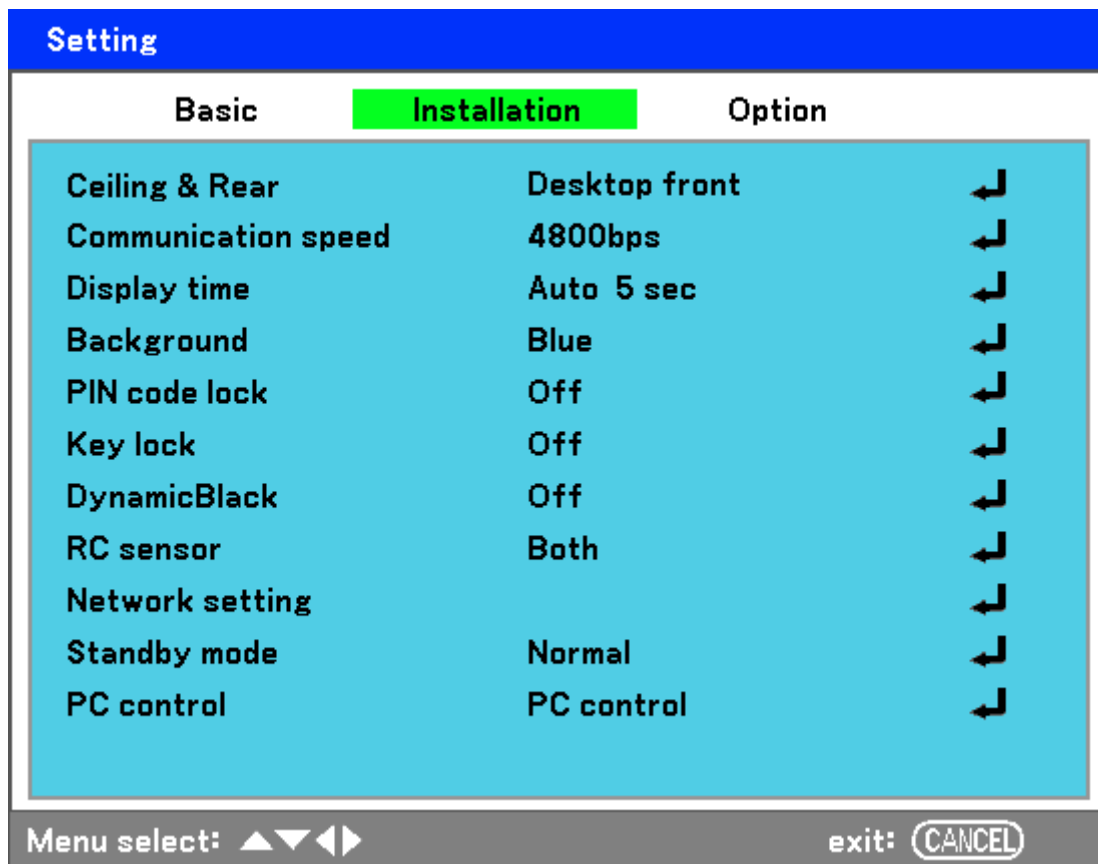 Setting
Basic Installation Option
Ceiling & Rear Desktop front
Communication speed 4800bps
Display time Auto 5 sec
Background Blue
PIN code lock Off
Key lock Off
DynamicBlack Off
RC sensor Both
Network setting
Standby mode Normal
PC control PC control
Menu select: ▲▼◀▶ exit: CANCEL